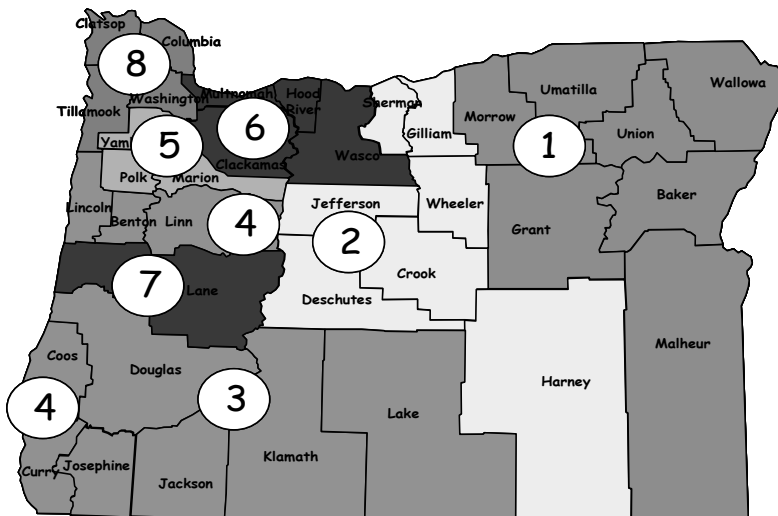 Clatsop
Columbia
8
Tillamook
Washington
Multnomah
Hood
River
Sherman
Gilliam
Morrow
Umatilla
Wallowa
Union
1
6
5
Yam
Clackamas
Wasco
Polk
Marion
Lincoln
Benton
Linn
4
Jefferson
Wheeler
2
Grant
Baker
Crook
Deschutes
7
Lane
Coos
Douglas
3
4
Malheur
Harney
Lake
Klamath
Curry
Josephine
Jackson